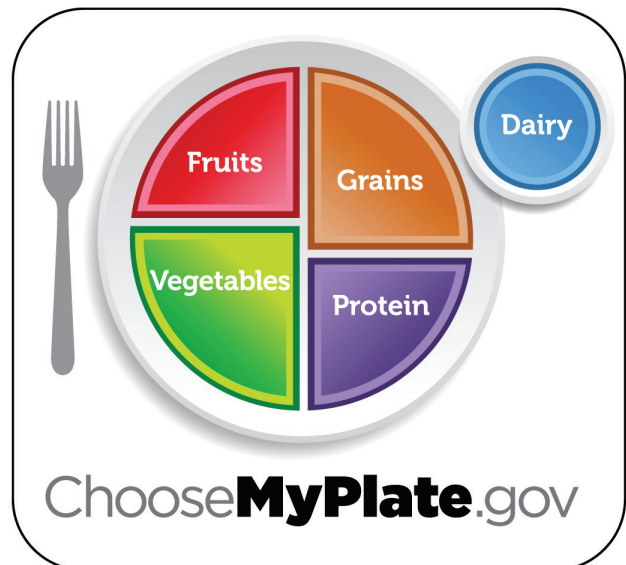 Fruits
Grains
Dairy
Vegetables
Protein
ChooseMyPlate.gov